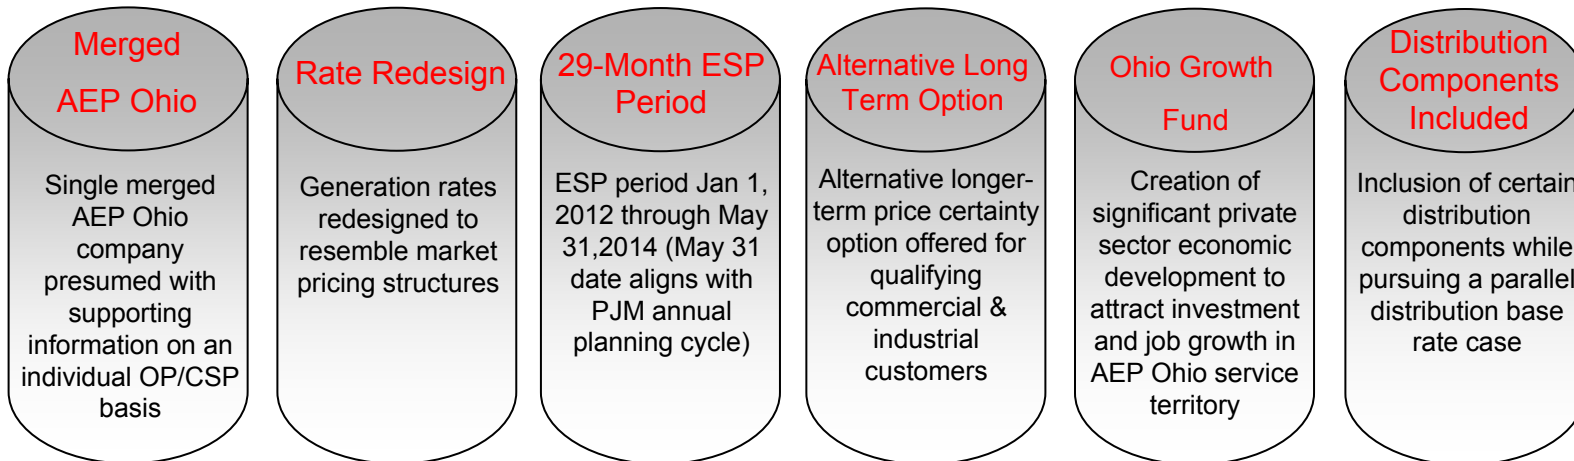 Merged
AEP Ohio
Single merged
AEP Ohio
company
presumed with
supporting
information on an
individual OP/CSP
basis
Rate Redesign
Generation rates
redesigned to
resemble market
pricing structures
29-Month ESP
Period
ESP period Jan 1,
2012 through May
31,2014 (May 31
date aligns with
PJM annual
planning cycle)
Alternative Long
Term Option
Alternative longer-
term price certainty
option offered for
qualifying
commercial &
industrial
customers
Ohio Growth
Fund
Creation of
significant private
sector economic
development to
attract investment
and job growth in
AEP Ohio service
territory
Distribution
Components
Included
Inclusion of certain
distribution
components while
pursuing a parallel
distribution base
rate case